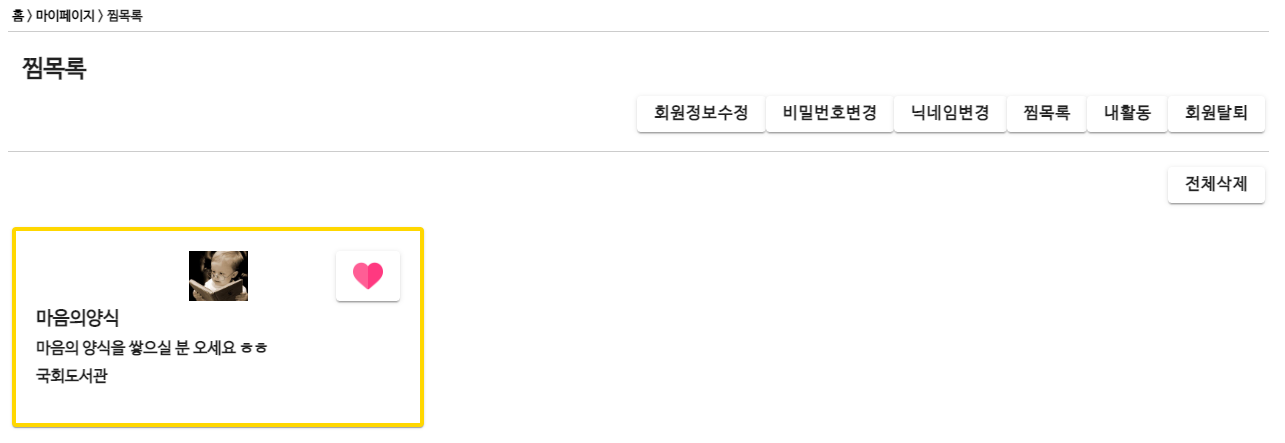 홈 > 마이페이지 > 찜목록
찜목록
회원정보수정 비밀번호변경 닉네임변경 찜목록 내활동 회원탈퇴
전체삭제
마음의양식
마음의 양식을 쌓으실 분 오세요 ㅎㅎ
국회도서관